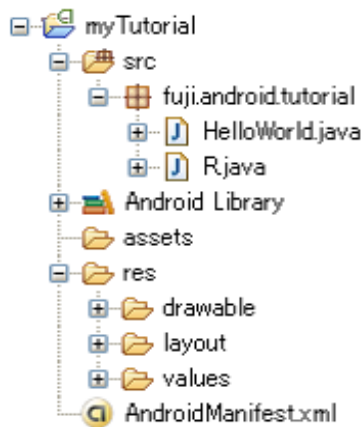 myTutorial
src
fuji.android.tutorial
HelloWorld.java
R.java
Android Library
assets
res
drawable
layout
values
AndroidManifest.xml